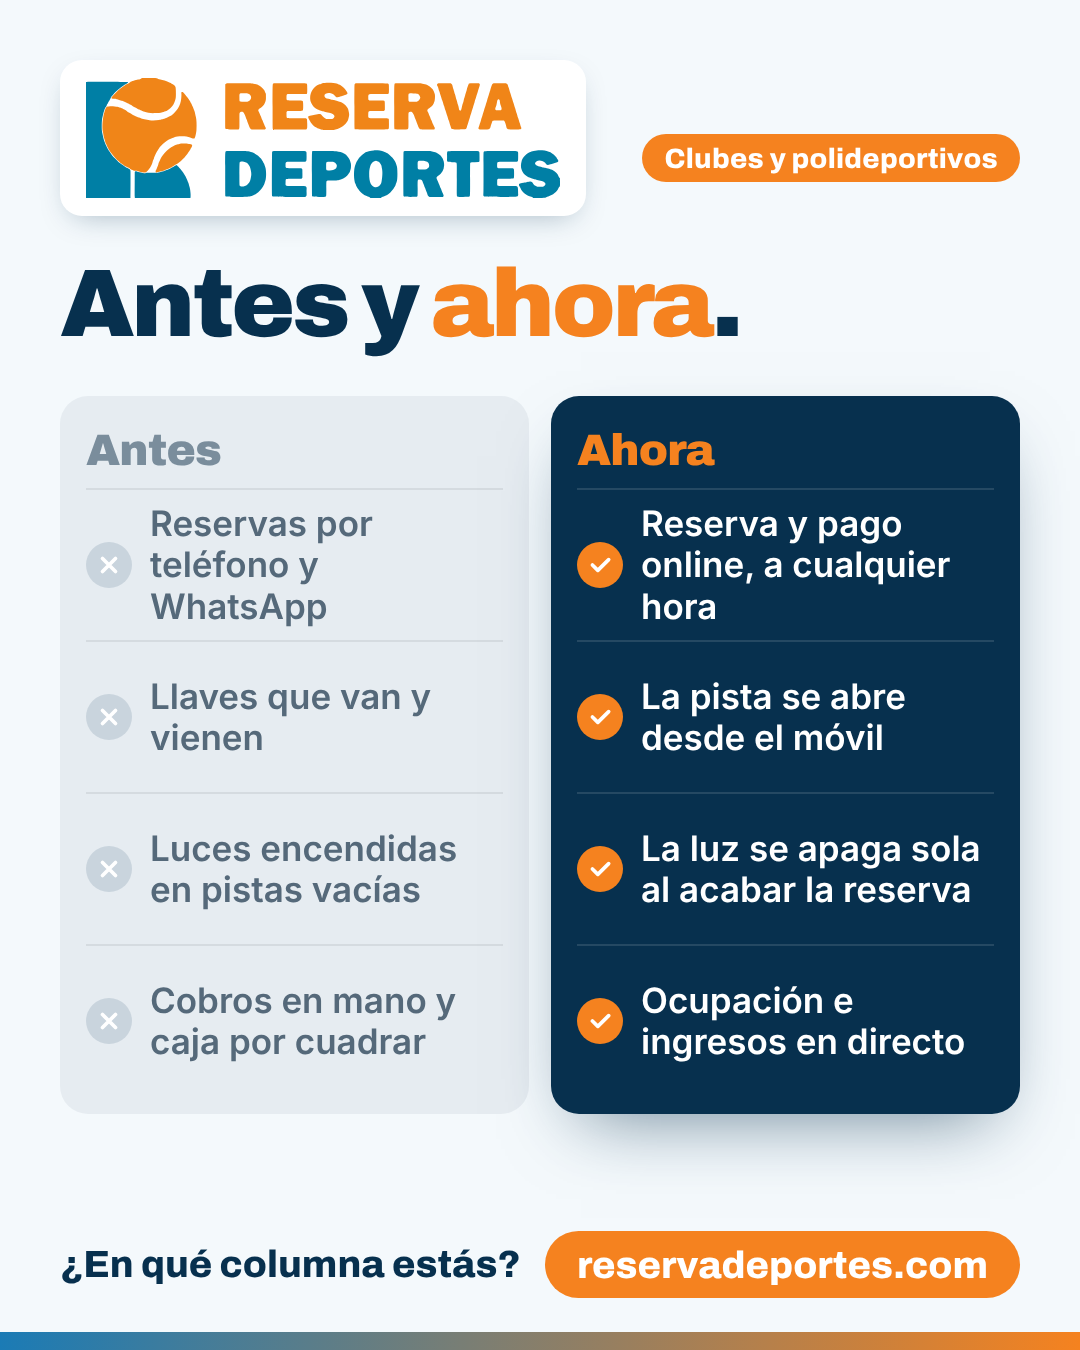 RESERVA
DEPORTES
Clubes y polideportivos
Antes y ahora.
Antes
Reservas por
teléfono y
WhatsApp
Llaves que van y
vienen
Luces encendidas
en pistas vacías
Cobros en mano y
caja por cuadrar
Ahora
Reserva y pago
online, a cualquier
hora
La pista se abre
desde el móvil
La luz se apaga sola
al acabar la reserva
Ocupación e
ingresos en directo
¿En qué columna estás?
reservadeportes.com